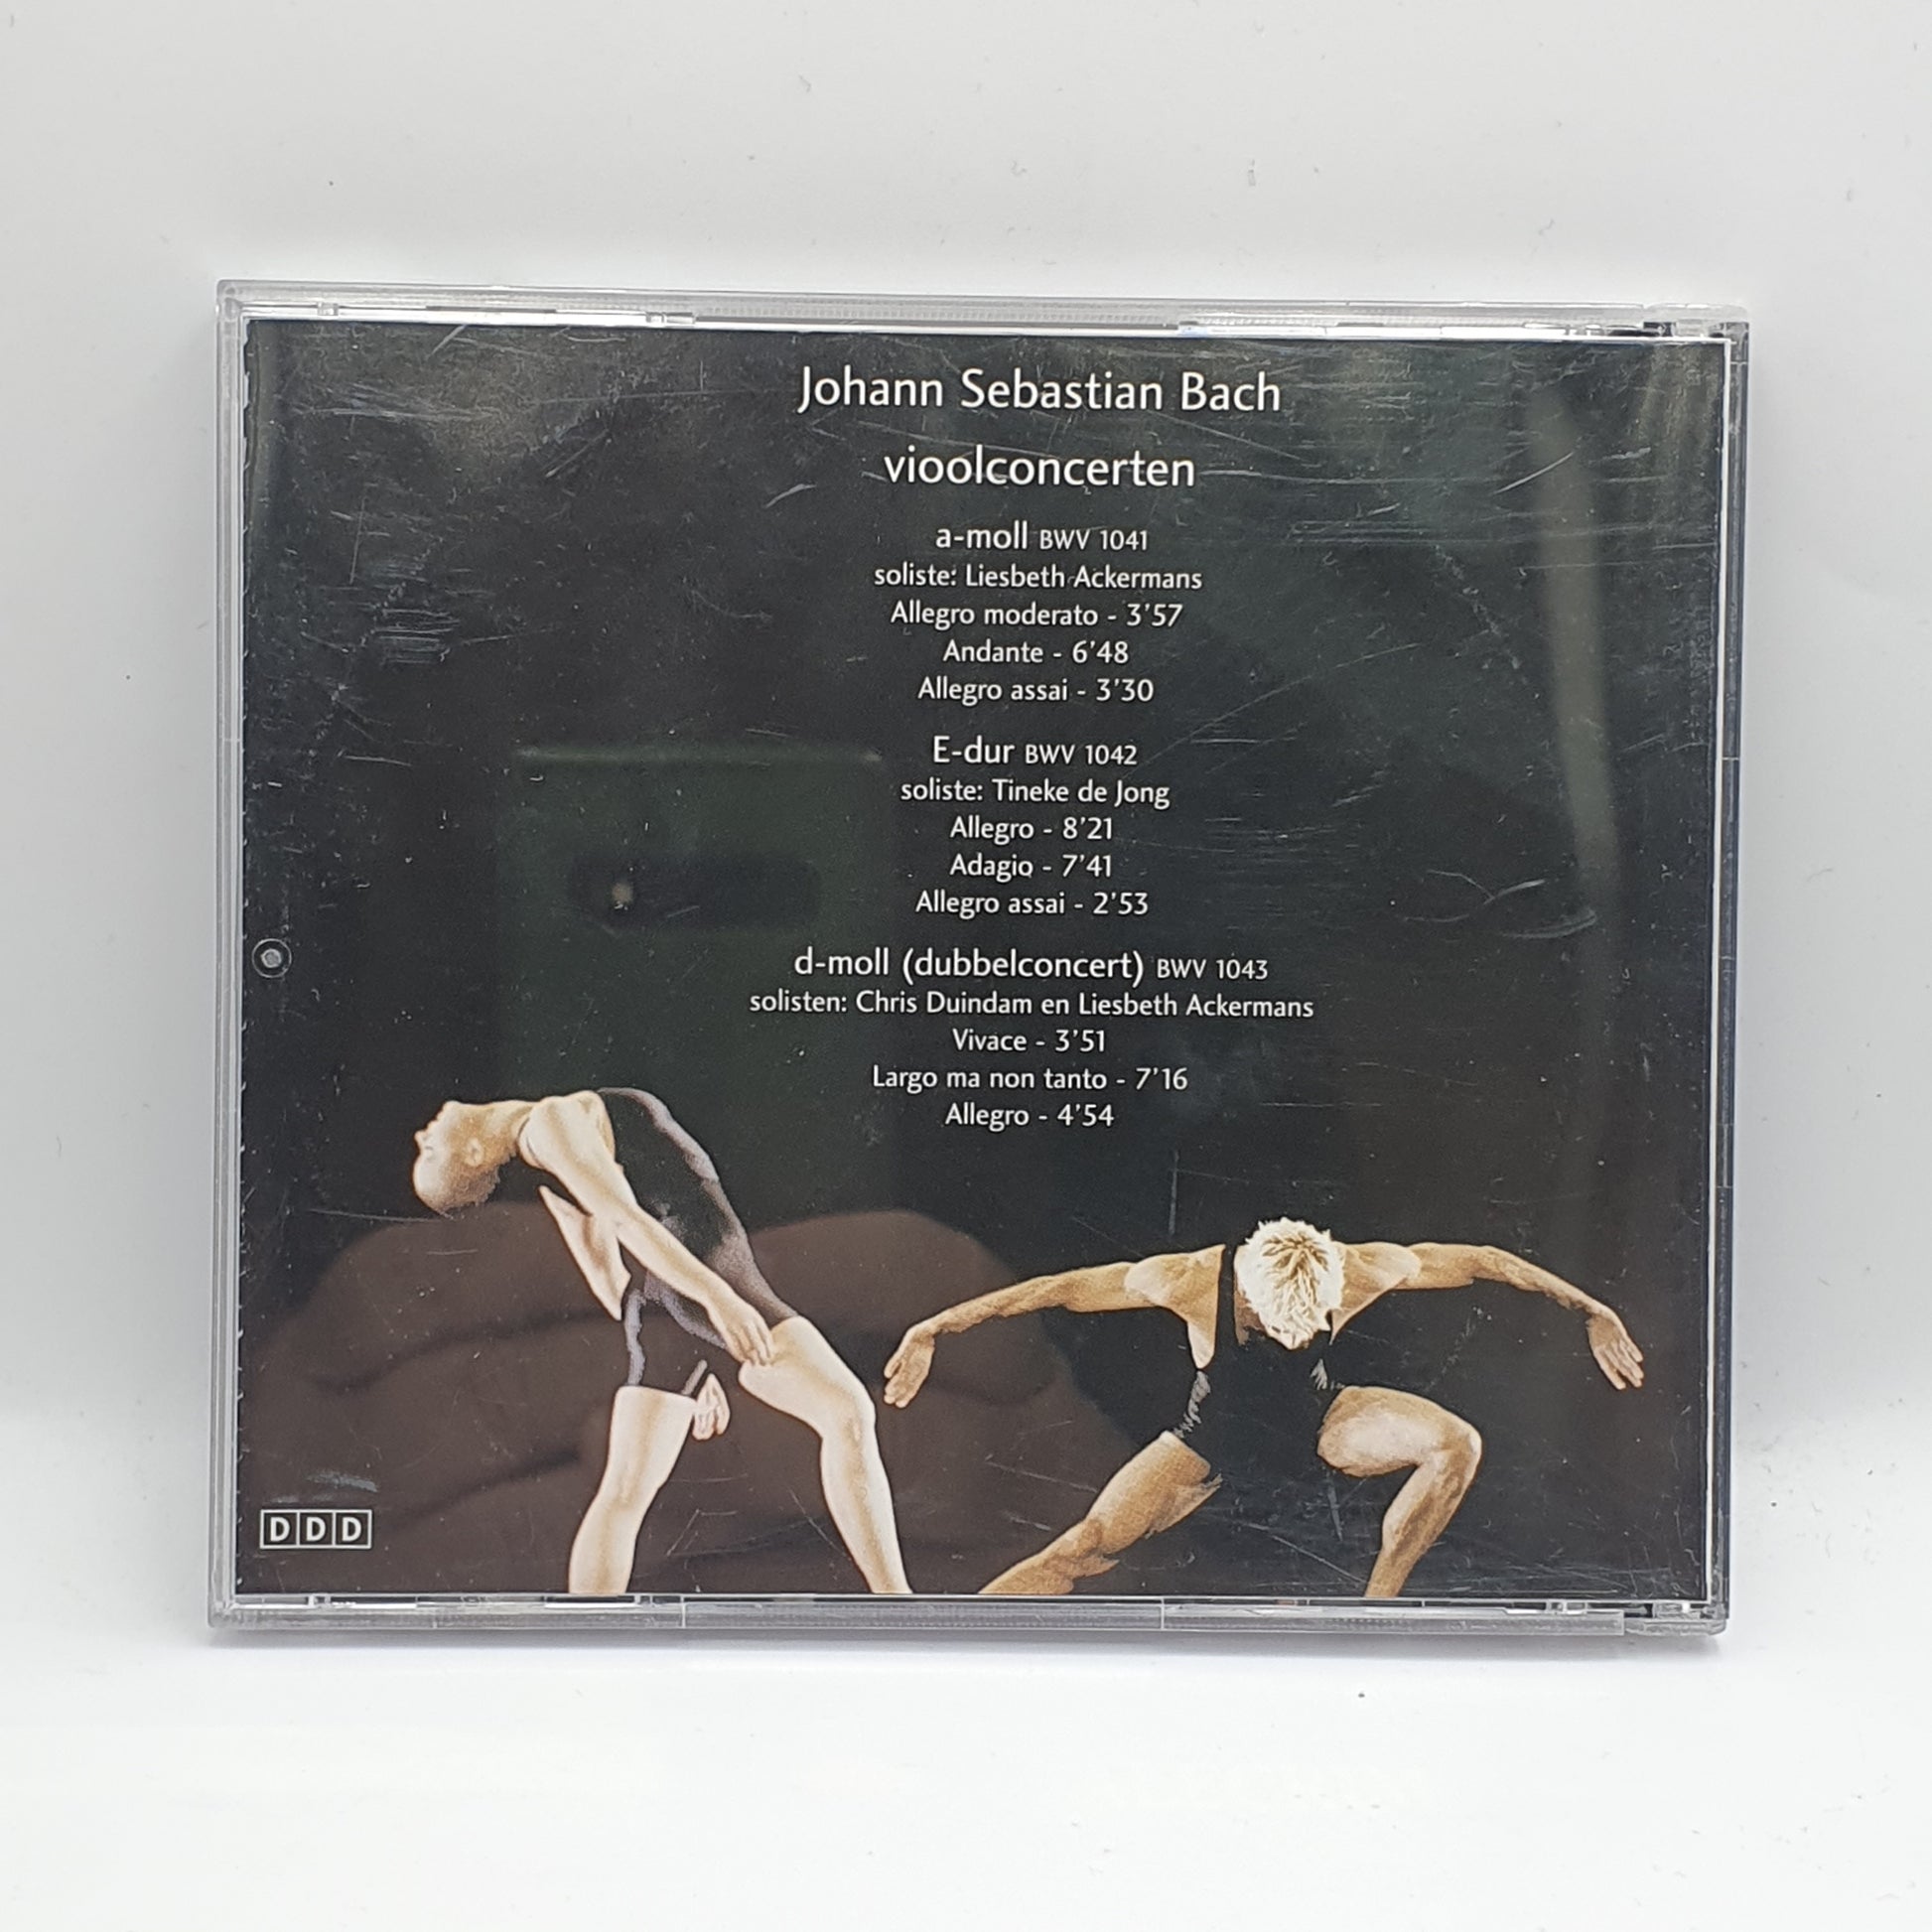 Johann Sebastian Bach
vioolconcerten
a-moll BWV 1041
soliste: Liesbeth Ackermans
Allegro moderato - 3'57
Andante - 6'48
Allegro assai - 3'30
E-dur BWV 1042
soliste: Tineke de Jong
Allegro - 8'21
Adagio - 7'41
Allegro assai - 2'53
d-moll (dubbelconcert) BWV 1043
solisten: Chris Duindam en Liesbeth Ackermans
Vivace - 3'51
Largo ma non tanto - 7'16
Allegro - 4'54
DDD